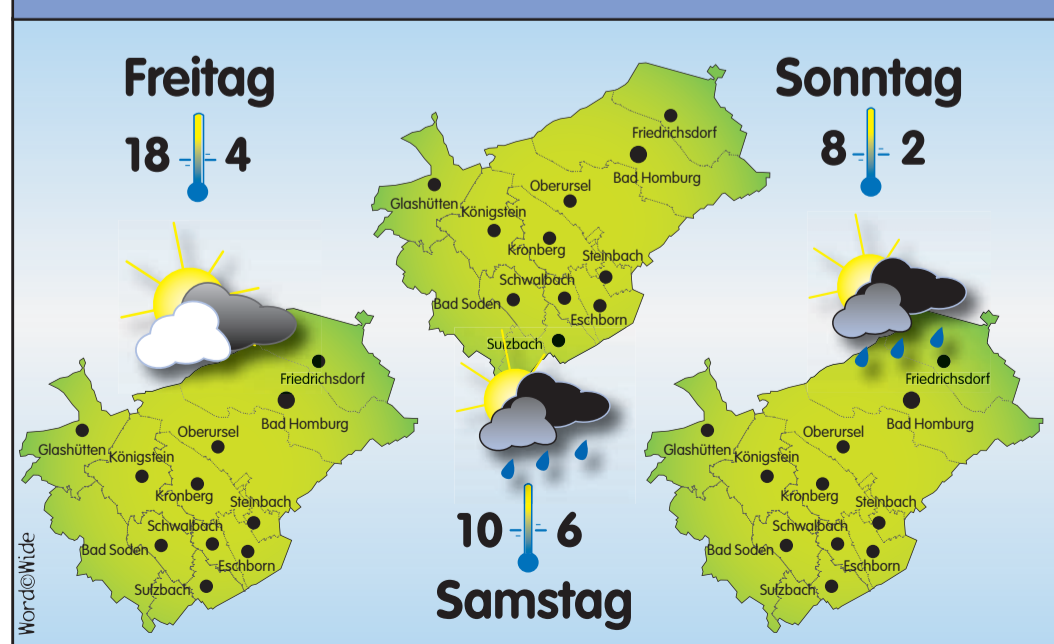 Freitag
18 4
Friedrichsdorf
Bad Homburg
Oberursel
Glashütten
Königstein
Kronberg
Steinbach
Schwalbach
Bad Soden
Eschborn
Sulzbach
Friedrichsdorf
Bad Homburg
Oberursel
Glashütten
Königstein
Kronberg
Steinbach
Schwalbach
Bad Soden
Eschborn
Sulzbach
10 6
Samstag
Sonntag
8 2
Friedrichsdorf
Bad Homburg
Oberursel
Glashütten
Königstein
Kronberg
Steinbach
Schwalbach
Bad Soden
Eschborn
Sulzbach
Words©Wide